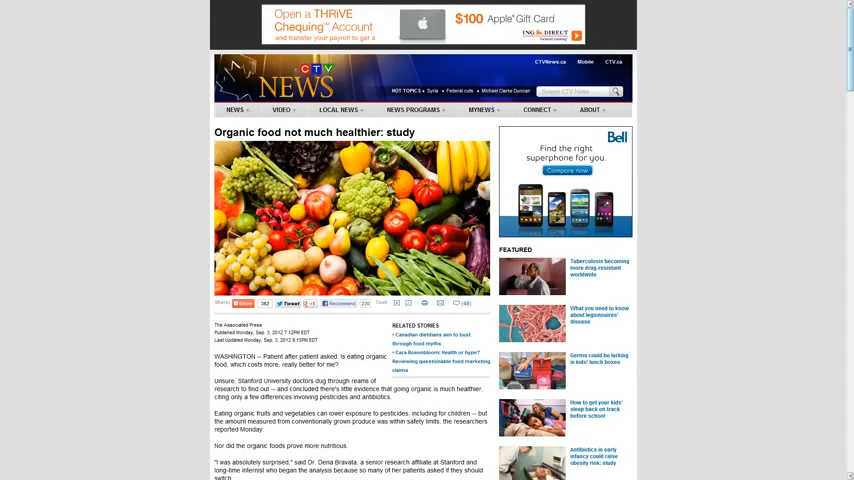 Open a THRiVE
Chequing™ Account
and transfer your payroll to get a
$100 Apple® Gift Card
ING DIRECT
CTVNews.ca Mobile CTV.ca
CTV
NEWS
HOT TOPICS • Syria • Federal cuts • Michael Clarke Duncan
Search CTV News
NEWS VIDEO LOCAL NEWS NEWS PROGRAMS MYNEWS CONNECT ABOUT
Organic food not much healthier: study
Bell
Find the right
superphone for you.
Compare now
FEATURED
Tuberculosis becoming
more drug-resistant
worldwide
What you need to know
about legionnaires'
disease
Germs could be lurking
in kids' lunch boxes
How to get your kids'
sleep back on track
before school
Antibiotics in early
infancy could raise
obesity risk: study
Share: Share 362 Tweet +1 Recommend 230 Text: (48)
The Associated Press
Published Monday, Sep. 3, 2012 7:12PM EDT
Last Updated Monday, Sep. 3, 2012 9:15PM EDT
RELATED STORIES
Canadian dietitians aim to bust
through food myths
Cara Rosenbloom: Health or hype?
Reviewing questionable food marketing
claims
WASHINGTON -- Patient after patient asked: Is eating organic
food, which costs more, really better for me?
Unsure, Stanford University doctors dug through reams of
research to find out -- and concluded there's little evidence that going organic is much healthier,
citing only a few differences involving pesticides and antibiotics.
Eating organic fruits and vegetables can lower exposure to pesticides, including for children -- but
the amount measured from conventionally grown produce was within safety limits, the researchers
reported Monday.
Nor did the organic foods prove more nutritious.
"I was absolutely surprised," said Dr. Dena Bravata, a senior research affiliate at Stanford and
long-time internist who began the analysis because so many of her patients asked if they should
switch.